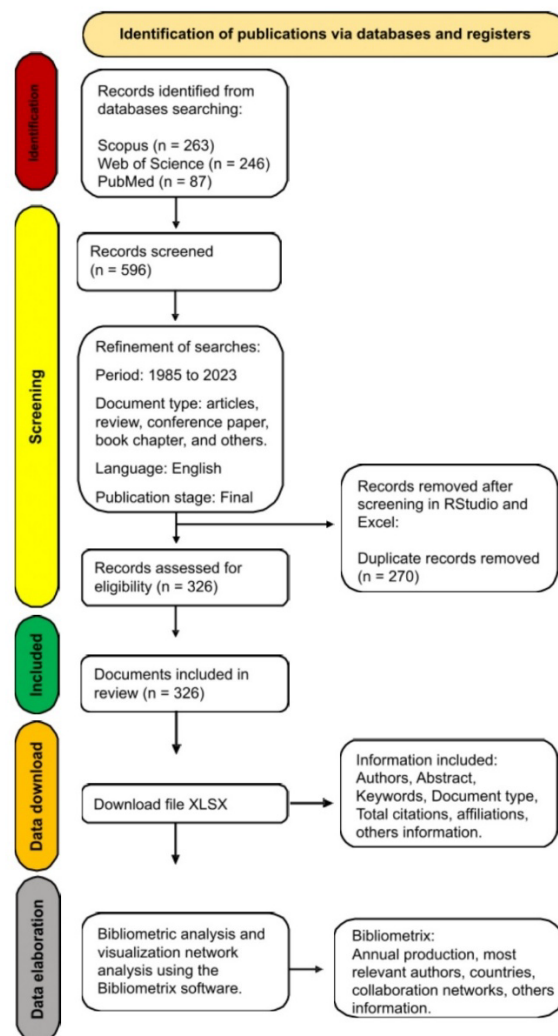 Identification of publications via databases and registers
Identification
Records identified from
databases searching:
Scopus (n = 263)
Web of Science (n = 246)
PubMed (n = 87)
Screening
Records screened
(n = 596)
Refinement of searches:
Period: 1985 to 2023
Document type: articles,
review, conference paper,
book chapter, and others.
Language: English
Publication stage: Final
Records removed after
screening in RStudio and
Excel:
Duplicate records removed
(n = 270)
Records assessed for
eligibility (n = 326)
Included
Documents included in
review (n = 326)
Data download
Download file XLSX
Information included:
Authors, Abstract,
Keywords, Document type,
Total citations, affiliations,
others information.
Data elaboration
Bibliometric analysis and
visualization network
analysis using the
Bibliometrix software.
Bibliometrix:
Annual production, most
relevant authors, countries,
collaboration networks, others
information.